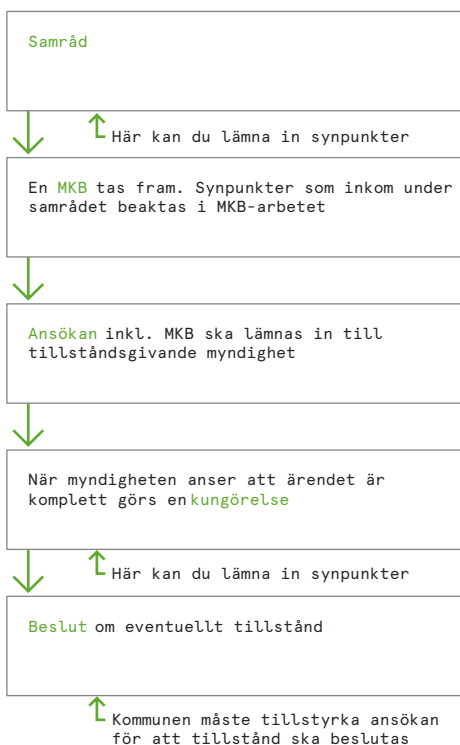 Samråd
Här kan du lämna in synpunkter
En MKB tas fram. Synpunkter som inkom under
samrådet beaktas i MKB-arbetet
Ansökan inkl. MKB ska lämnas in till
tillståndsgivande myndighet
När myndigheten anser att ärendet är
komplett görs en kungörelse
Här kan du lämna in synpunkter
Beslut om eventuellt tillstånd
Kommunen måste tillstyrka ansökan
för att tillstånd ska beslutas